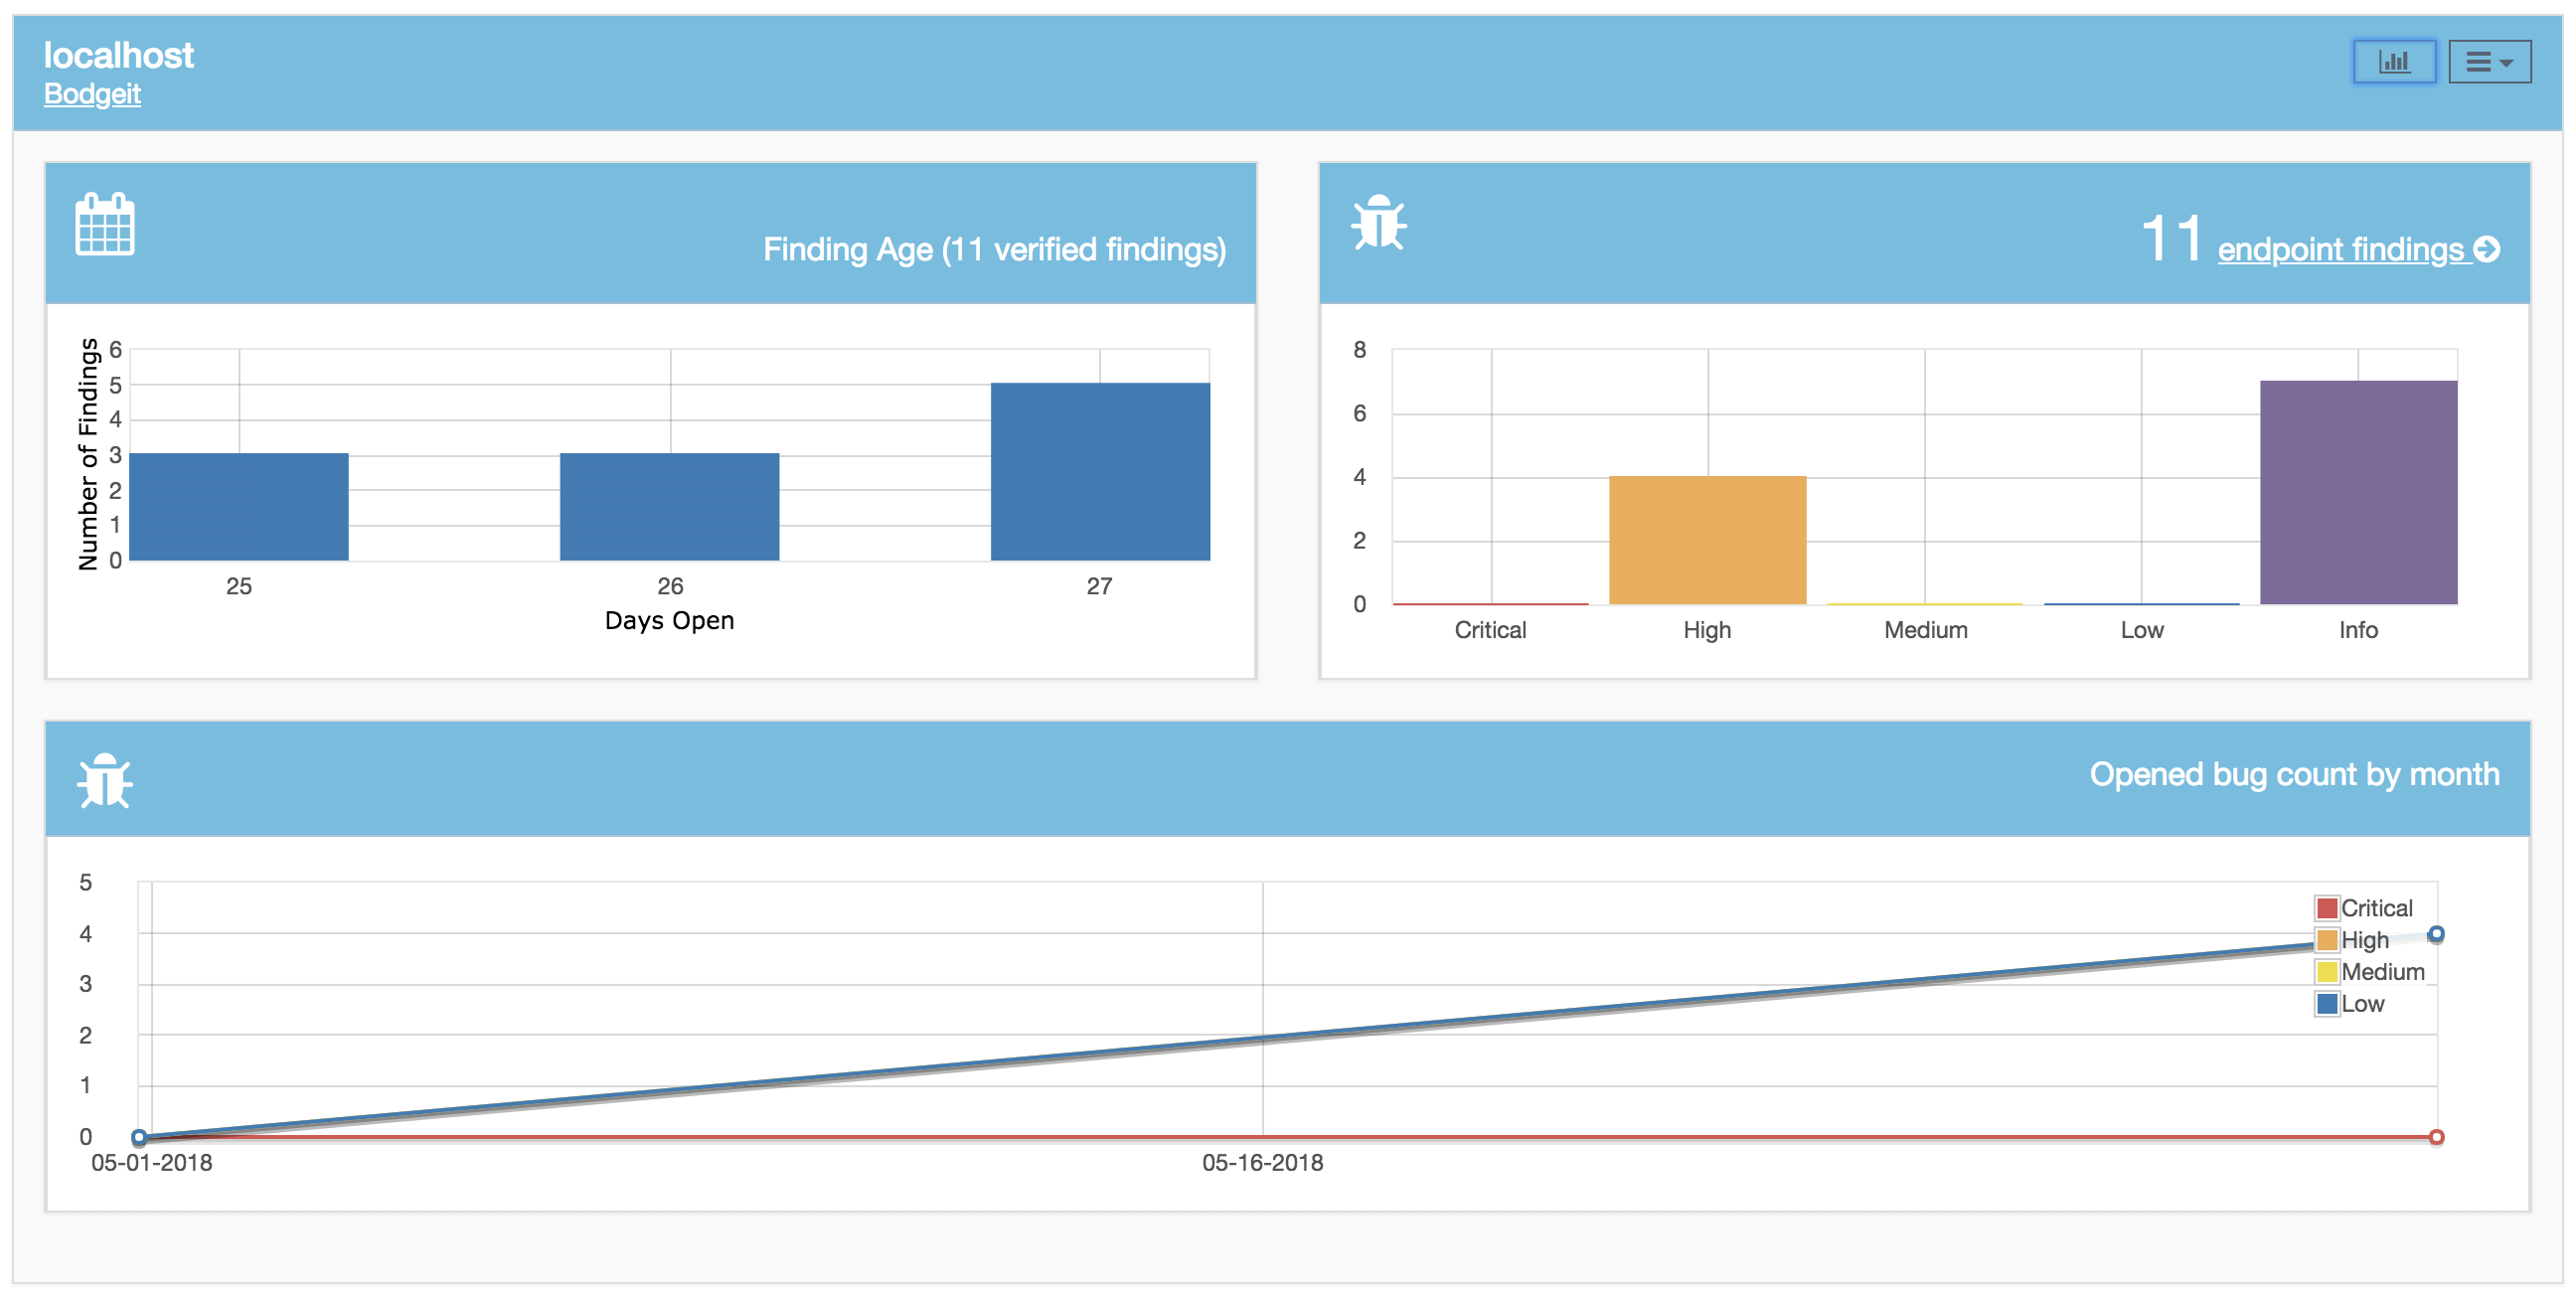 localhost
Bodgeit
Finding Age (11 verified findings)
Number of Findings
6
5
4
3
2
1
0
25 26 27
Days Open
11 endpoint findings
8
6
4
2
0
Critical High Medium Low Info
Opened bug count by month
5
4
3
2
1
0
05-01-2018 05-16-2018
Critical
High
Medium
Low